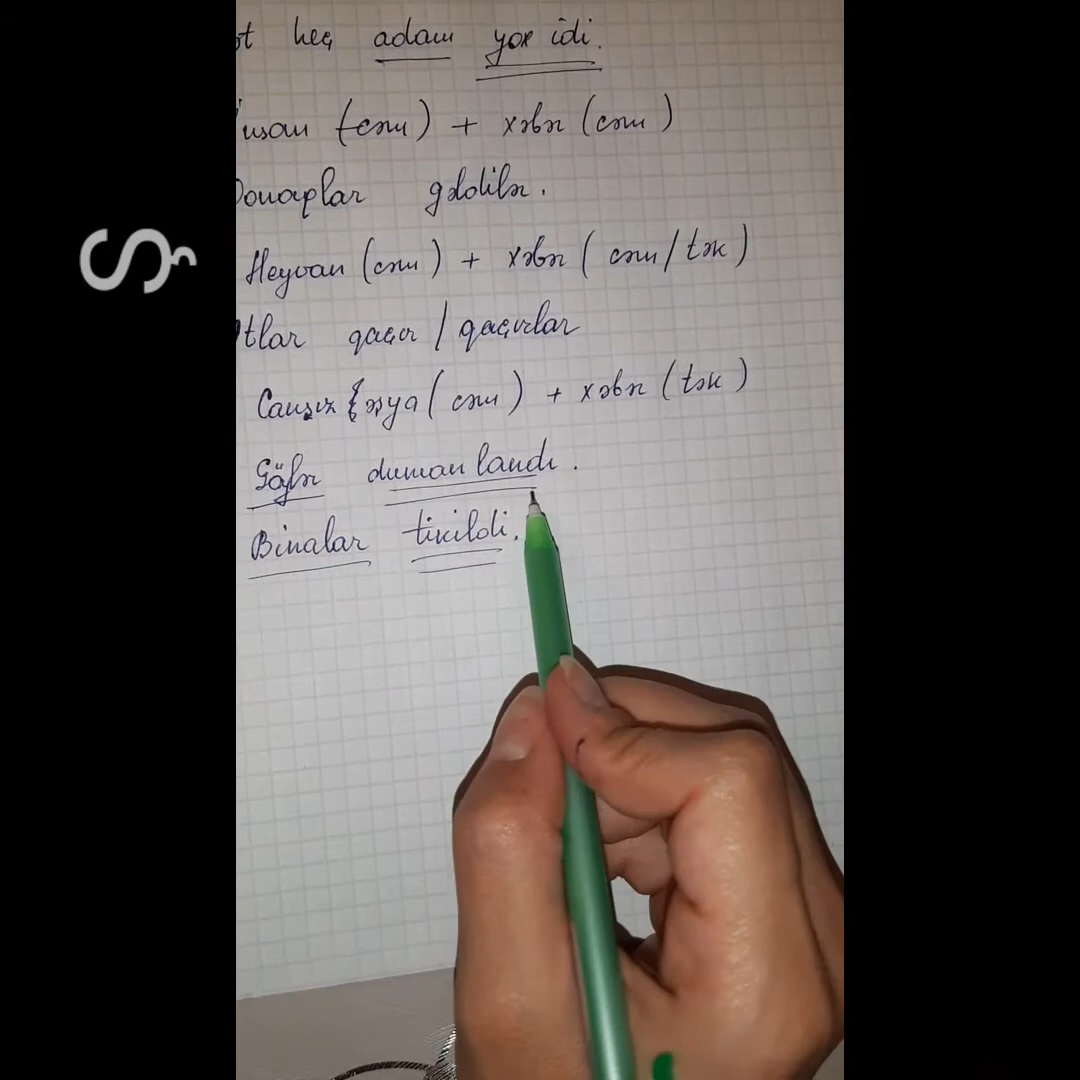 heç adam yox idi.
İnsan (cəm) + xəbər (cəm)
Qonaqlar gəldilər.
Heyvan (cəm) + xəbər (cəm/tək)
Atlar qaçır / qaçırlar
Cansız əşya (cəm) + xəbər (tək)
Göylər dumanlandı.
Binalar tikildi.